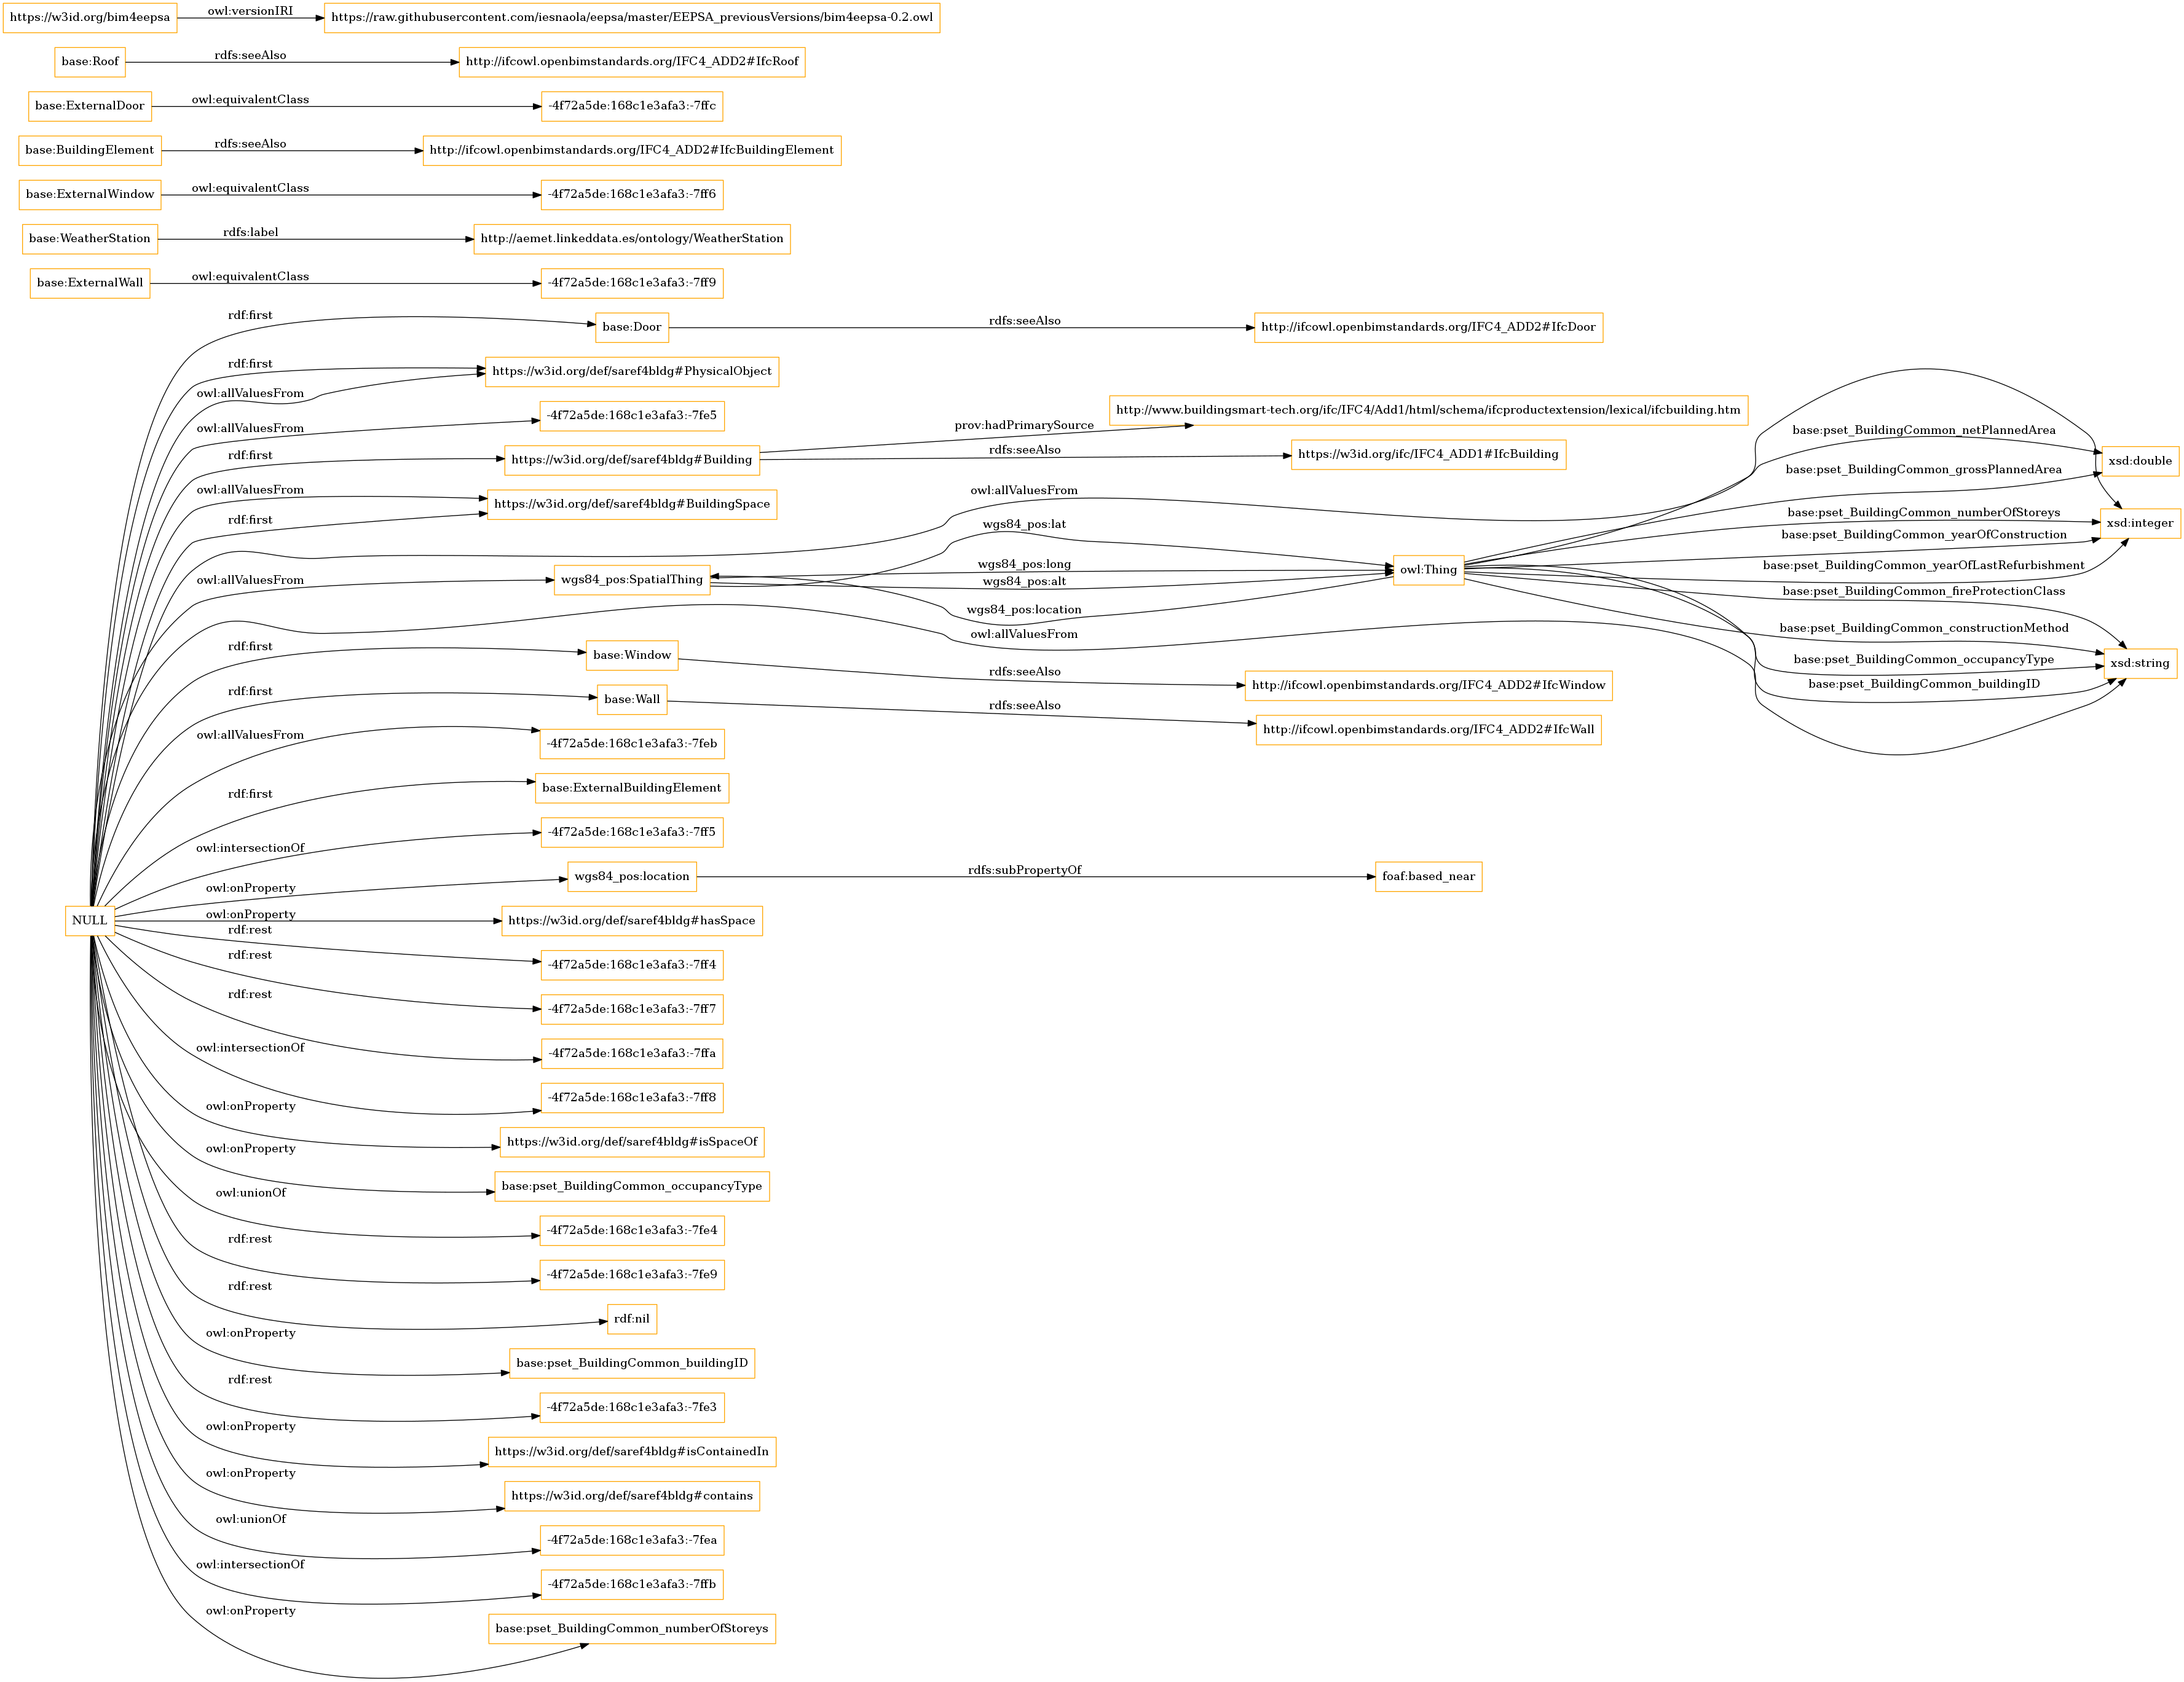 https://w3id.org/bim4eepsa
owl:versionIRI
https://raw.githubusercontent.com/iesnaola/eepsa/master/EEPSA_previousVersions/bim4eepsa-0.2.owl
base:Roof
rdfs:seeAlso
http://ifcowl.openbimstandards.org/IFC4_ADD2#IfcRoof
base:ExternalDoor
owl:equivalentClass
-4f72a5de:168c1e3afa3:-7ffc
base:BuildingElement
rdfs:seeAlso
http://ifcowl.openbimstandards.org/IFC4_ADD2#IfcBuildingElement
base:ExternalWindow
owl:equivalentClass
-4f72a5de:168c1e3afa3:-7ff6
base:WeatherStation
rdfs:label
http://aemet.linkeddata.es/ontology/WeatherStation
base:ExternalWall
owl:equivalentClass
-4f72a5de:168c1e3afa3:-7ff9
rdf:first
base:Door
rdfs:seeAlso
http://ifcowl.openbimstandards.org/IFC4_ADD2#IfcDoor
rdf:first
https://w3id.org/def/saref4bldg#PhysicalObject
owl:allValuesFrom
owl:allValuesFrom
-4f72a5de:168c1e3afa3:-7fe5
http://www.buildingsmart-tech.org/ifc/IFC4/Add1/html/schema/ifcproductextension/lexical/ifcbuilding.htm
prov:hadPrimarySource
rdf:first
https://w3id.org/def/saref4bldg#Building
rdfs:seeAlso
https://w3id.org/ifc/IFC4_ADD1#IfcBuilding
base:pset_BuildingCommon_netPlannedArea
xsd:double
base:pset_BuildingCommon_grossPlannedArea
owl:allValuesFrom
https://w3id.org/def/saref4bldg#BuildingSpace
rdf:first
owl:allValuesFrom
base:pset_BuildingCommon_numberOfStoreys
xsd:integer
base:pset_BuildingCommon_yearOfConstruction
base:pset_BuildingCommon_yearOfLastRefurbishment
wgs84_pos:lat
owl:allValuesFrom
wgs84_pos:SpatialThing
wgs84_pos:long
wgs84_pos:alt
owl:Thing
wgs84_pos:location
base:pset_BuildingCommon_fireProtectionClass
base:pset_BuildingCommon_constructionMethod
base:pset_BuildingCommon_occupancyType
xsd:string
base:pset_BuildingCommon_buildingID
owl:allValuesFrom
rdf:first
base:Window
rdfs:seeAlso
http://ifcowl.openbimstandards.org/IFC4_ADD2#IfcWindow
rdf:first
base:Wall
rdfs:seeAlso
http://ifcowl.openbimstandards.org/IFC4_ADD2#IfcWall
owl:allValuesFrom
-4f72a5de:168c1e3afa3:-7feb
rdf:first
base:ExternalBuildingElement
owl:intersectionOf
-4f72a5de:168c1e3afa3:-7ff5
owl:onProperty
wgs84_pos:location
rdfs:subPropertyOf
foaf:based_near
NULL
owl:onProperty
https://w3id.org/def/saref4bldg#hasSpace
rdf:rest
-4f72a5de:168c1e3afa3:-7ff4
rdf:rest
-4f72a5de:168c1e3afa3:-7ff7
rdf:rest
-4f72a5de:168c1e3afa3:-7ffa
owl:intersectionOf
-4f72a5de:168c1e3afa3:-7ff8
owl:onProperty
https://w3id.org/def/saref4bldg#isSpaceOf
owl:onProperty
base:pset_BuildingCommon_occupancyType
owl:unionOf
-4f72a5de:168c1e3afa3:-7fe4
rdf:rest
-4f72a5de:168c1e3afa3:-7fe9
rdf:rest
rdf:nil
owl:onProperty
base:pset_BuildingCommon_buildingID
rdf:rest
-4f72a5de:168c1e3afa3:-7fe3
owl:onProperty
https://w3id.org/def/saref4bldg#isContainedIn
owl:onProperty
https://w3id.org/def/saref4bldg#contains
owl:unionOf
-4f72a5de:168c1e3afa3:-7fea
owl:intersectionOf
-4f72a5de:168c1e3afa3:-7ffb
owl:onProperty
base:pset_BuildingCommon_numberOfStoreys